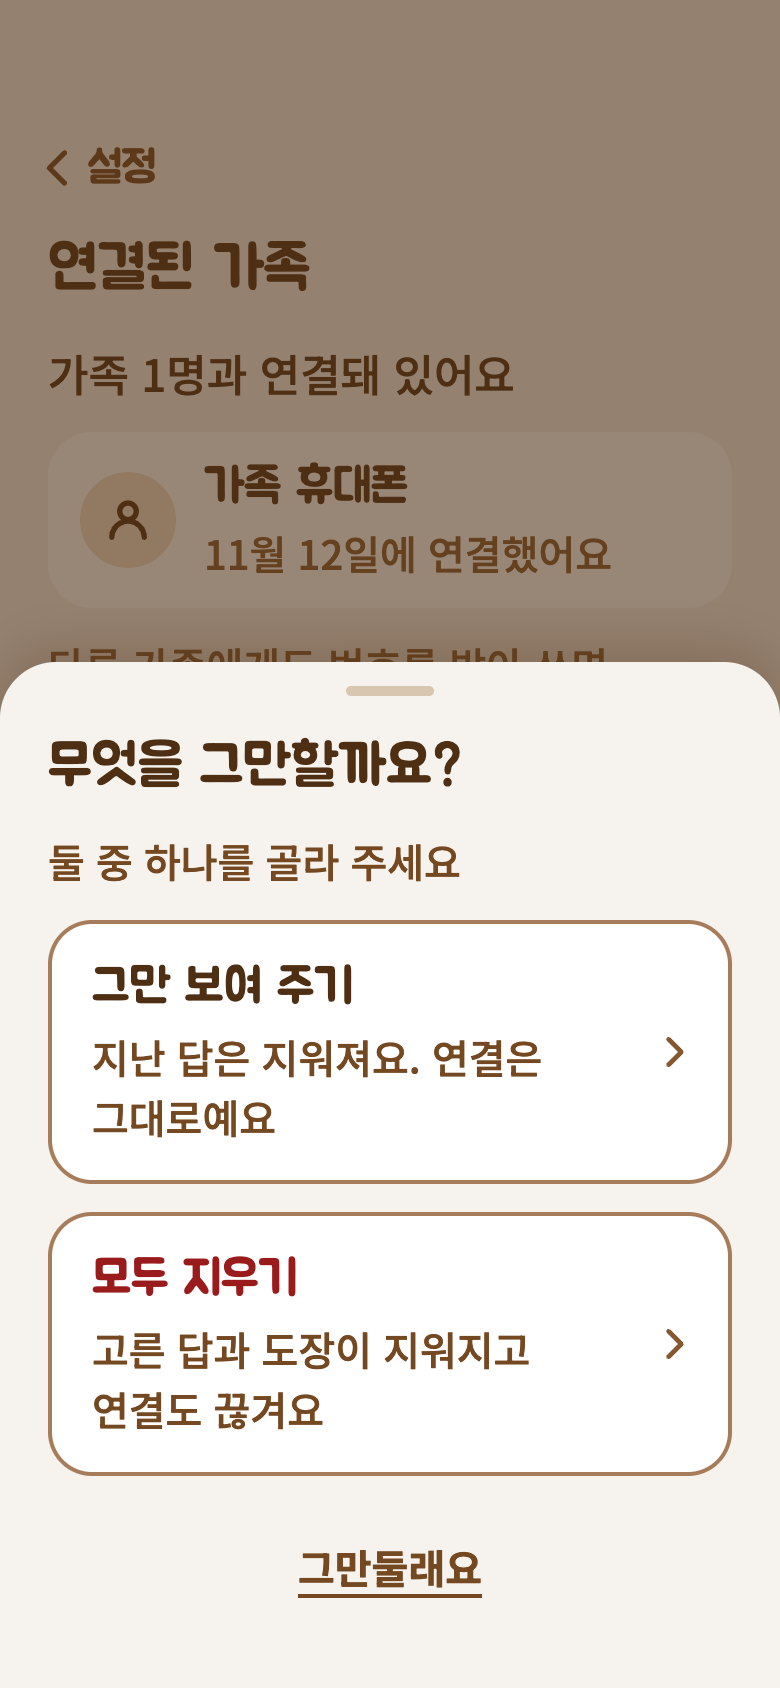 설정
연결된 가족
가족 1명과 연결돼 있어요
가족 휴대폰
11월 12일에 연결했어요
무엇을 그만할까요?
둘 중 하나를 골라 주세요
그만 보여 주기
지난 답은 지워져요. 연결은
그대로예요
모두 지우기
고른 답과 도장이 지워지고
연결도 끊겨요
그만둘래요